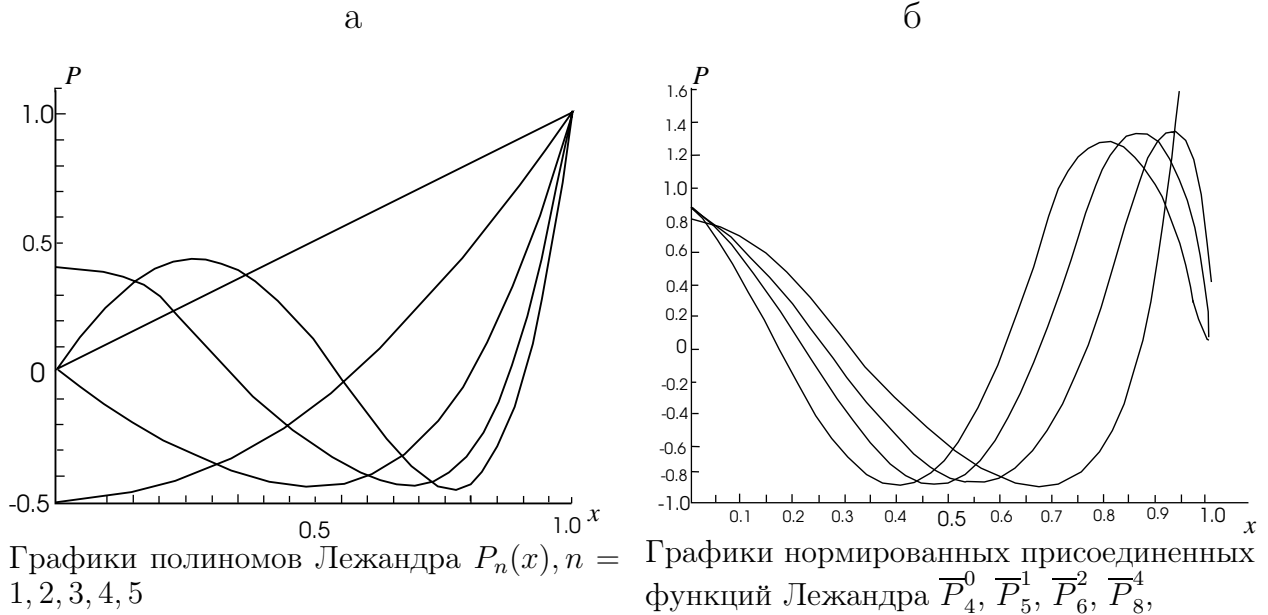 а
P
1.0
0.5
0
-0.5
0.5
1.0 x
Графики полиномов Лежандра $P_n(x), n =$
1, 2, 3, 4, 5
б
P
1.6
1.4
1.2
1.0
0.8
0.6
0.4
0.2
0
-0.2
-0.4
-0.6
-0.8
-1.0
0.1 0.2 0.3 0.4 0.5 0.6 0.7 0.8 0.9 1.0 x
Графики нормированных присоединенных
функций Лежандра $\overline{P}_4^0$, $\overline{P}_5^1$, $\overline{P}_6^2$, $\overline{P}_8^4$,